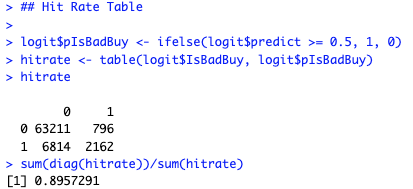 > ## Hit Rate Table
>
> logit$pIsBadBuy <- ifelse(logit$predict >= 0.5, 1, 0)
> hitrate <- table(logit$IsBadBuy, logit$pIsBadBuy)
> hitrate

        0     1
  0 63211   796
  1  6814  2162
> sum(diag(hitrate))/sum(hitrate)
[1] 0.8957291